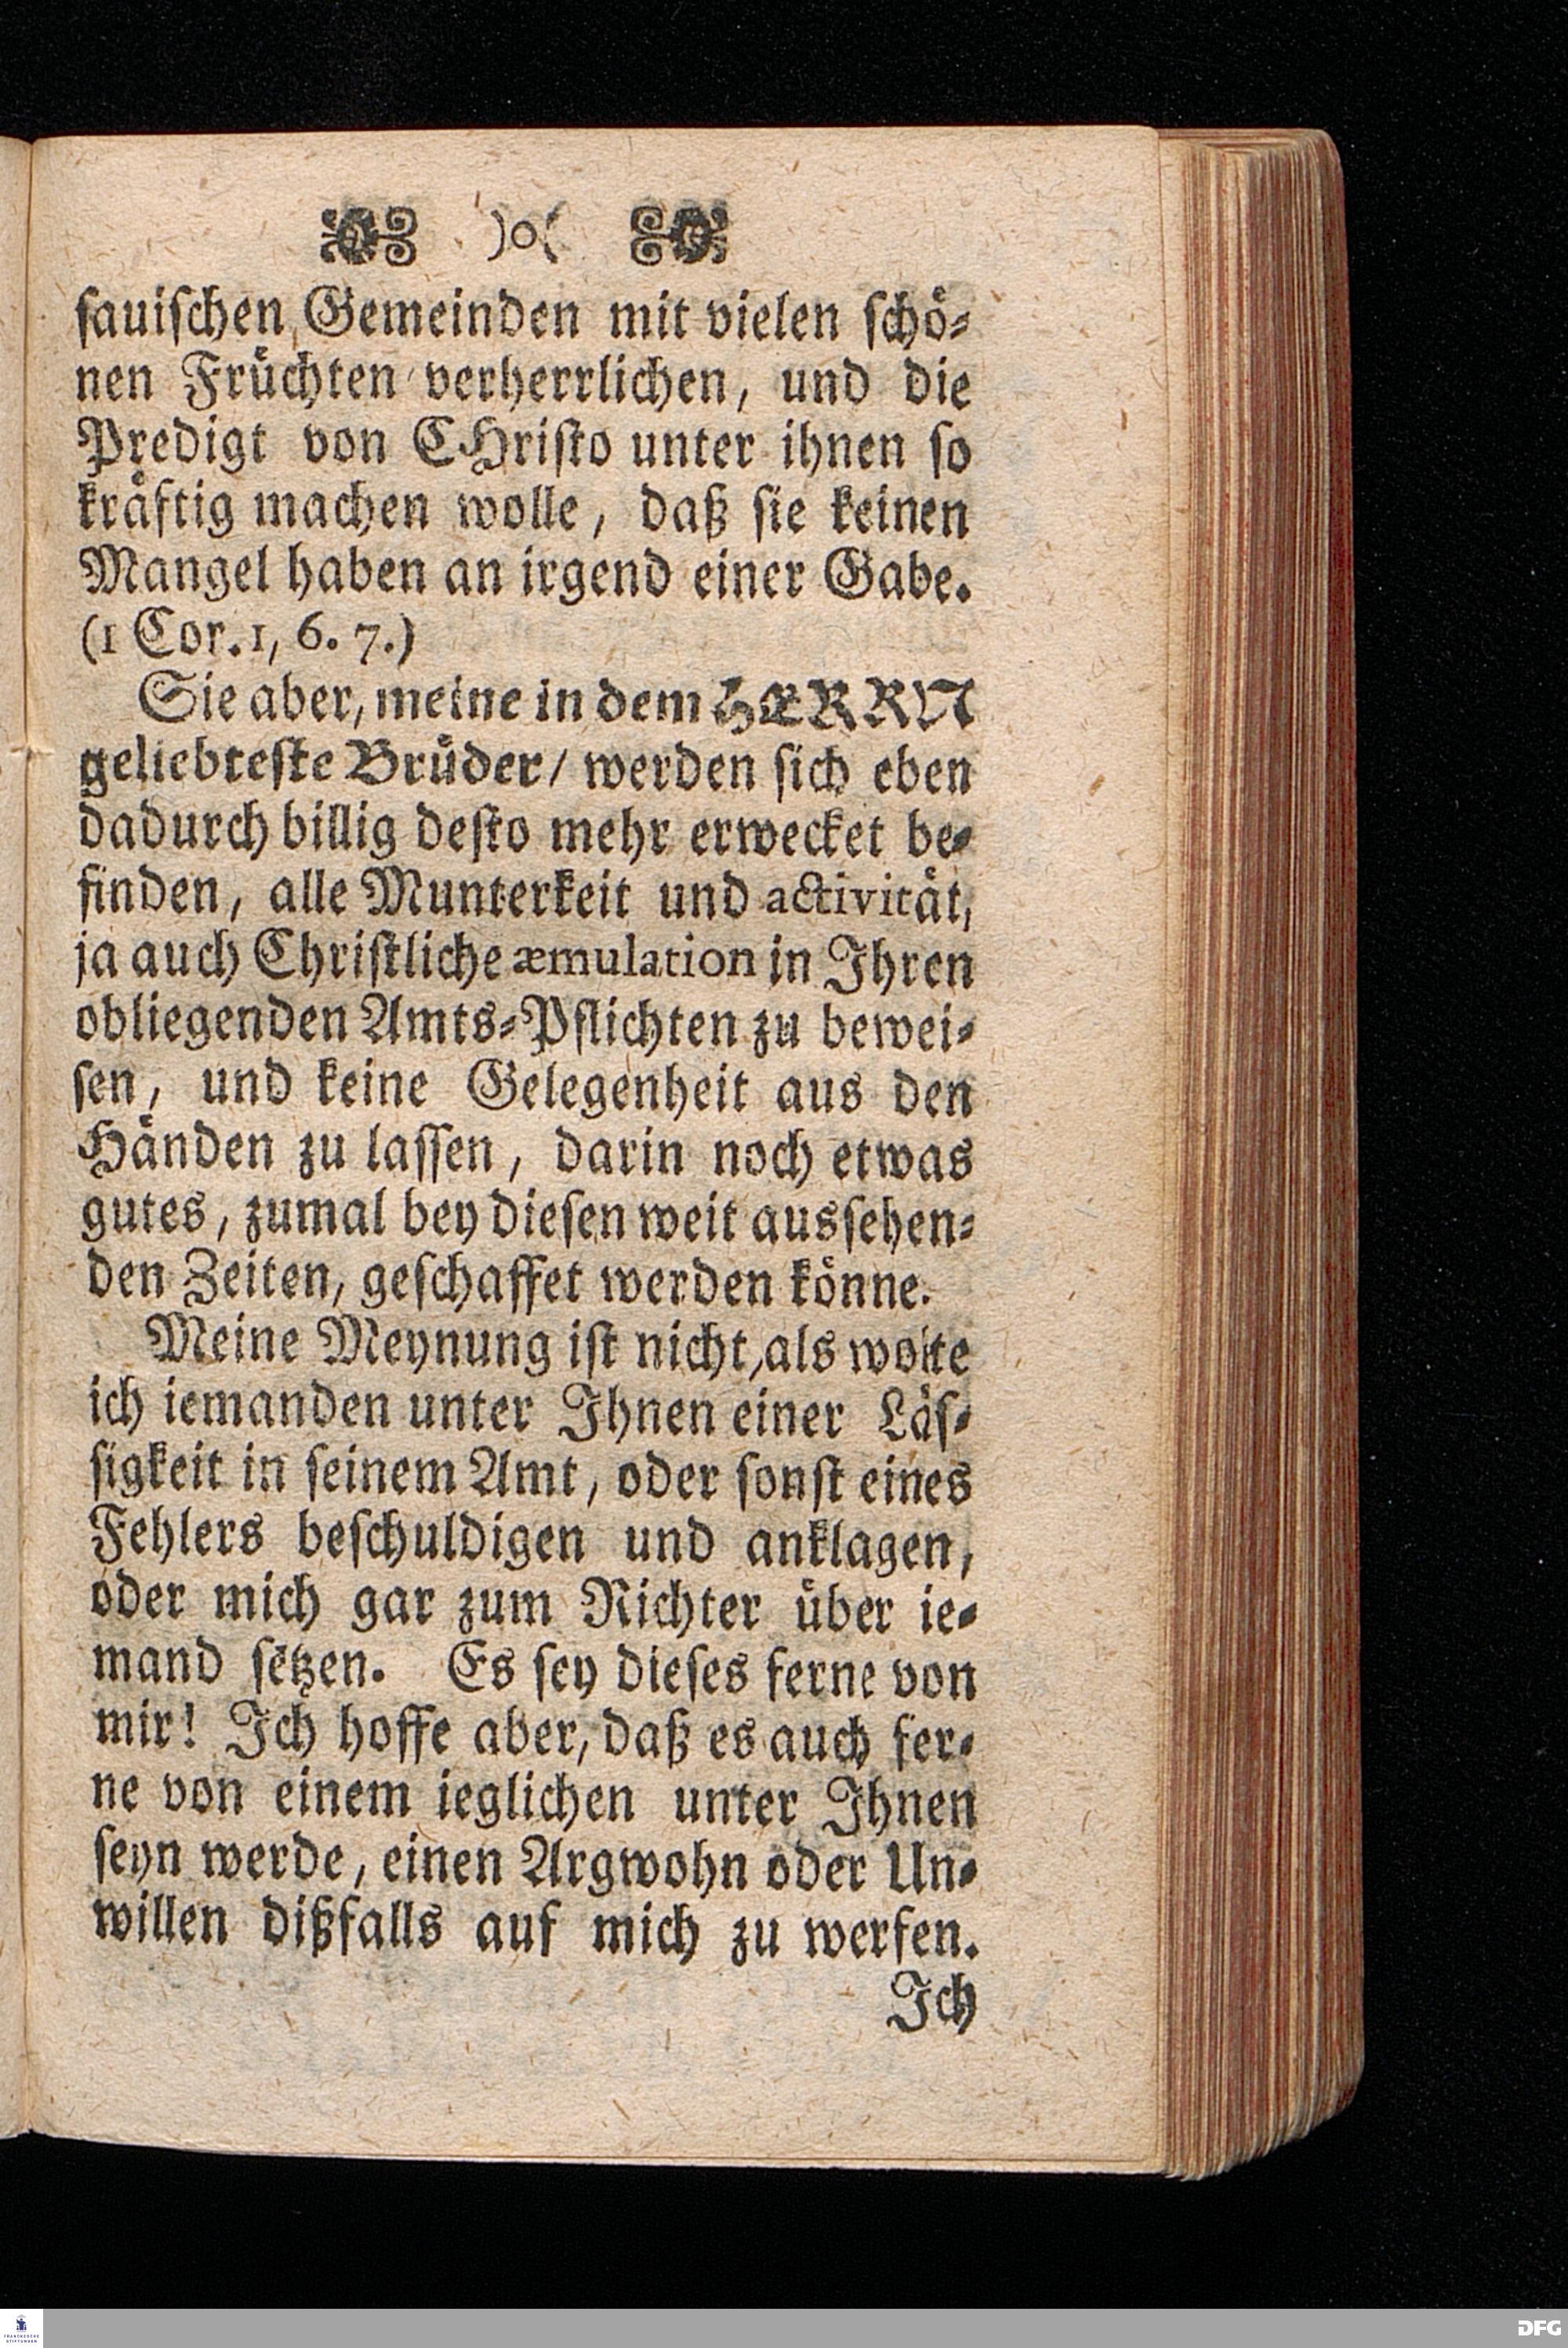 )o(
sauischen Gemeinden mit vielen schö-
nen Früchten verherrlichen, und die
Predigt von CHristo unter ihnen so
kräftig machen wolle, daß sie keinen
Mangel haben an irgend einer Gabe.
(1 Cor. 1, 6. 7.)
Sie aber, meine in dem HERRN
geliebteste Brüder/ werden sich eben
dadurch billig desto mehr erwecket be-
finden, alle Munterkeit und activität,
ja auch Christliche æmulation in Ihren
obliegenden Amts-Pflichten zu bewei-
sen, und keine Gelegenheit aus den
Händen zu lassen, darin noch etwas
gutes, zumal bey diesen weit aussehen-
den Zeiten, geschaffet werden könne.
Meine Meynung ist nicht, als wolte
ich iemanden unter Ihnen einer Läs-
sigkeit in seinem Amt, oder sonst eines
Fehlers beschuldigen und anklagen,
oder mich gar zum Richter über ie-
mand setzen. Es sey dieses ferne von
mir! Ich hoffe aber, daß es auch fer-
ne von einem ieglichen unter Ihnen
seyn werde, einen Argwohn oder Un-
willen dißfalls auf mich zu werfen.
Ich
FRANCKESCHE
STIFTUNGEN
DFG